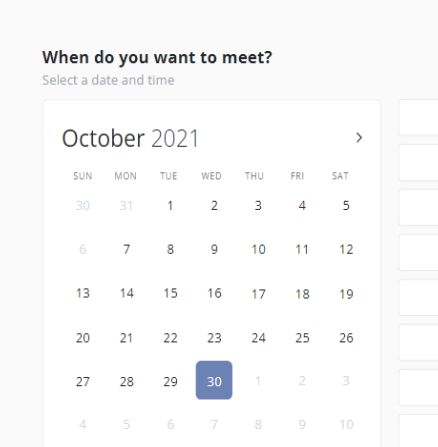 When do you want to meet?
Select a date and time
October 2021
SUN MON TUE WED THU FRI SAT
30 31 1 2 3 4 5
6 7 8 9 10 11 12
13 14 15 16 17 18 19
20 21 22 23 24 25 26
27 28 29 30 1 2 3
4 5 6 7 8 9 10